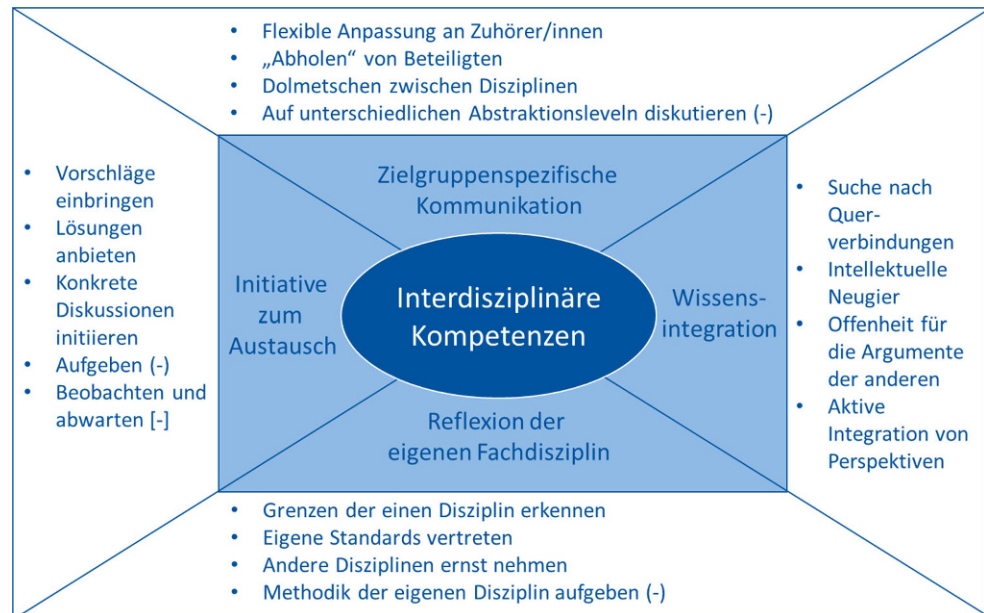 • Flexible Anpassung an Zuhörer/innen
• „Abholen“ von Beteiligten
• Dolmetschen zwischen Disziplinen
• Auf unterschiedlichen Abstraktionsleveln diskutieren (-)
Zielgruppenspezifische
Kommunikation
• Vorschläge
einbringen
• Lösungen
anbieten
• Konkrete
Diskussionen
initiieren
• Aufgeben (-)
• Beobachten und
abwarten [-]
Initiative
zum
Austausch
Interdisziplinäre
Kompetenzen
Wissens-
integration
• Suche nach
Quer-
verbindungen
• Intellektuelle
Neugier
• Offenheit für
die Argumente
der anderen
• Aktive
Integration von
Perspektiven
Reflexion der
eigenen Fachdisziplin
• Grenzen der einen Disziplin erkennen
• Eigene Standards vertreten
• Andere Disziplinen ernst nehmen
• Methodik der eigenen Disziplin aufgeben (-)